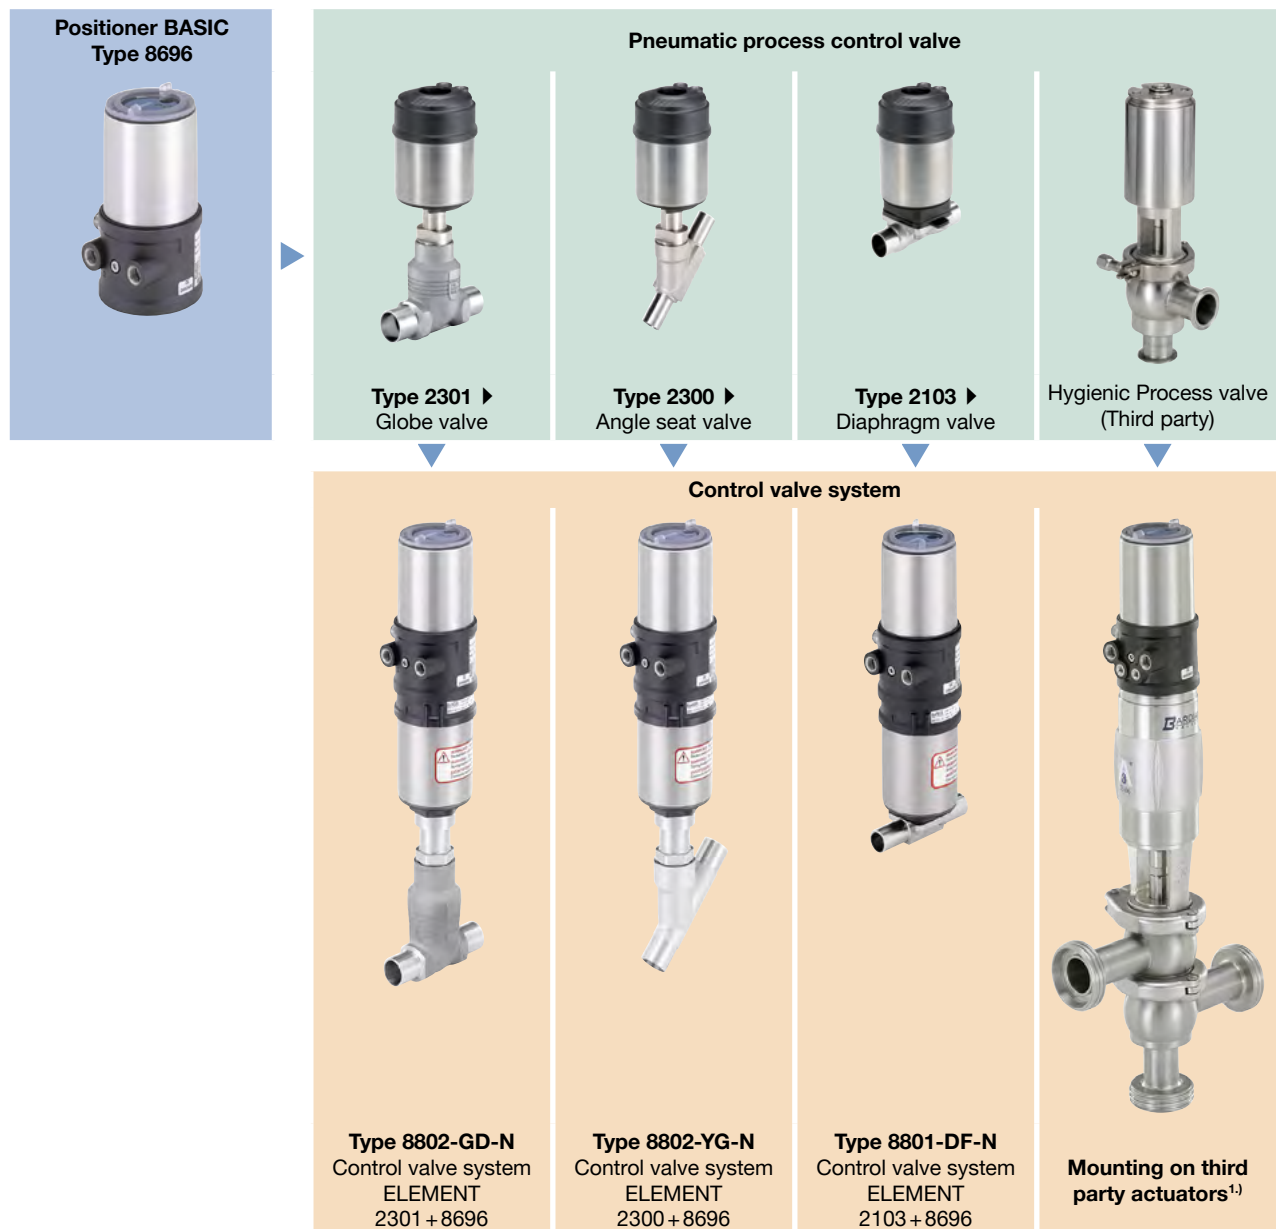 Positioner BASIC
Type 8696
Pneumatic process control valve
Type 2301 ▶
Globe valve
Type 2300 ▶
Angle seat valve
Type 2103 ▶
Diaphragm valve
Hygienic Process valve
(Third party)
Control valve system
Type 8802-GD-N
Control valve system
ELEMENT
2301 + 8696
Type 8802-YG-N
Control valve system
ELEMENT
2300 + 8696
Type 8801-DF-N
Control valve system
ELEMENT
2103 + 8696
Mounting on third
party actuators¹·⁾